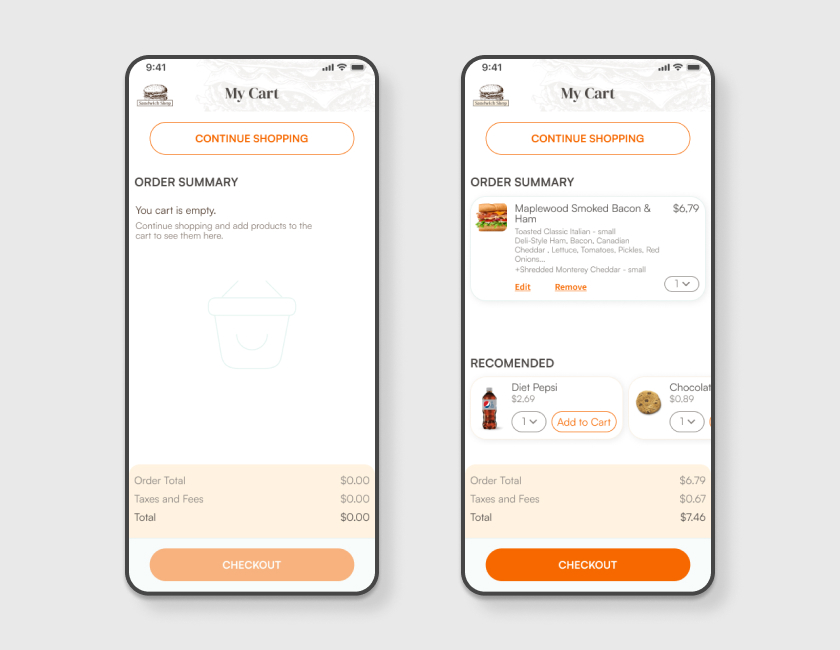 9:41
Sandwich Shop
My Cart
CONTINUE SHOPPING
ORDER SUMMARY
You cart is empty.
Continue shopping and add products to the
cart to see them here.
Order Total $0.00
Taxes and Fees $0.00
Total $0.00
CHECKOUT
9:41
Sandwich Shop
My Cart
CONTINUE SHOPPING
ORDER SUMMARY
Maplewood Smoked Bacon & $6,79
Ham
Toasted Classic Italian - small
Deli-Style Ham, Bacon, Canadian
Cheddar , Lettuce, Tomatoes, Pickles, Red
Onions...
+Shredded Monterey Cheddar - small
Edit Remove 1
RECOMENDED
Diet Pepsi
$2.69
1 Add to Cart
Chocolat
$0.89
1
Order Total $6.79
Taxes and Fees $0.67
Total $7.46
CHECKOUT